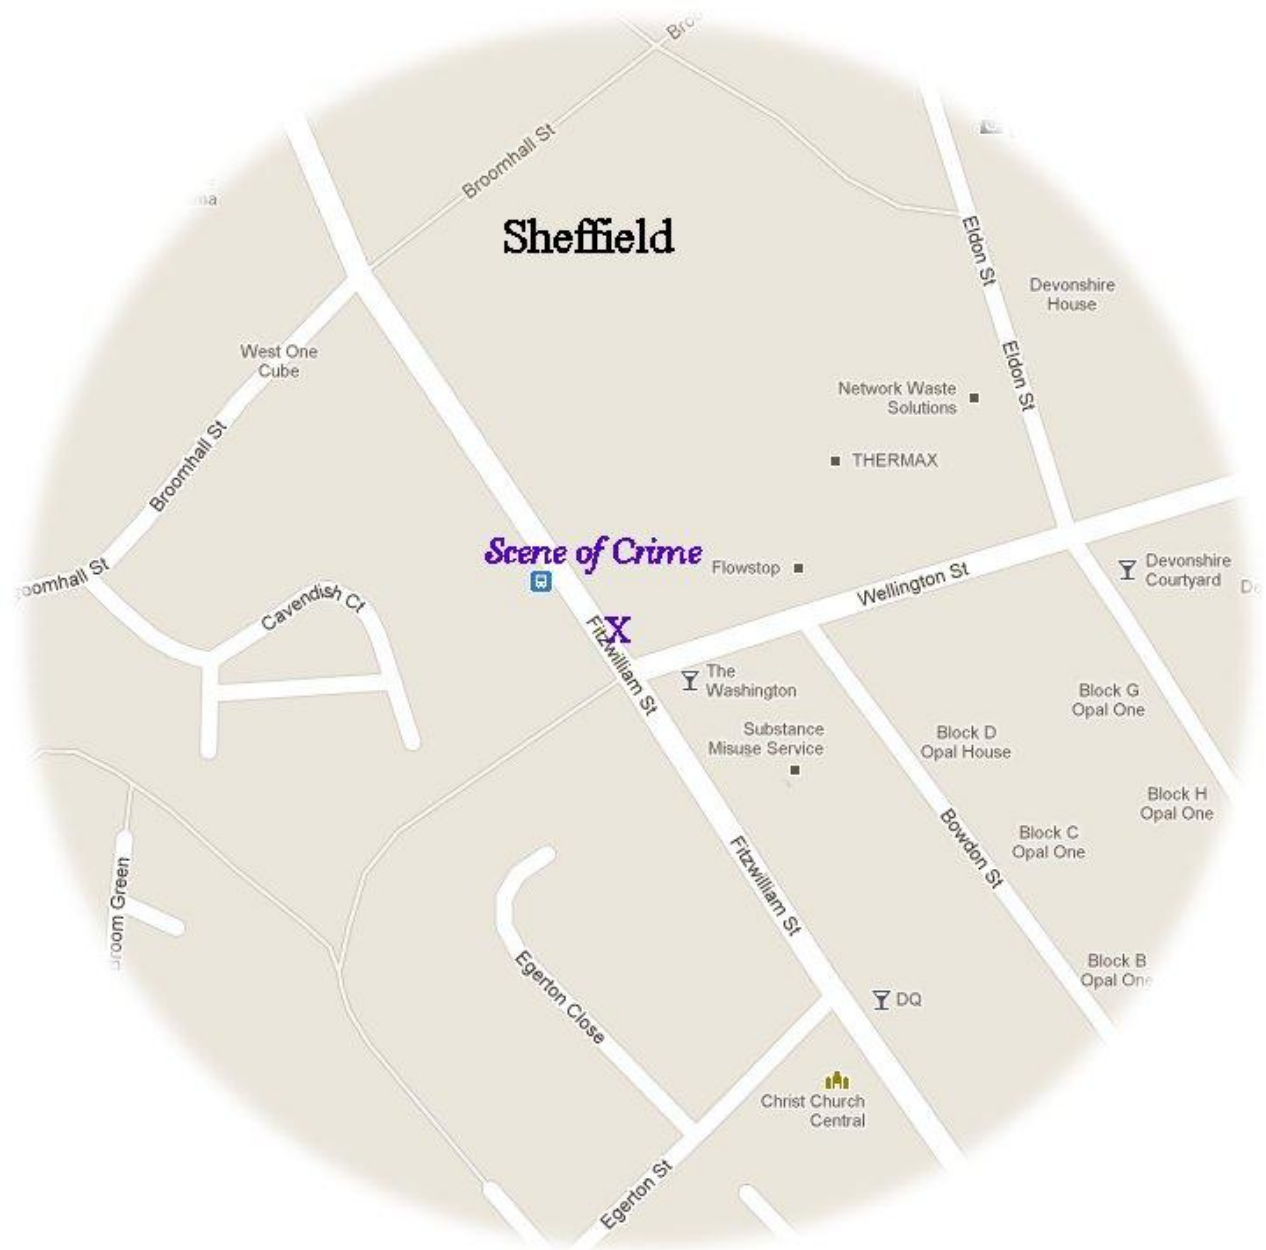 Broomhall St
Sheffield
Eldon St
Devonshire
House
West One
Cube
Eldon St
Network Waste
Solutions
THERMAX
Broomhall St
Scene of Crime
Flowstop
Devonshire
Courtyard
Wellington St
Cavendish Ct
X
Fitzwilliam St
The
Washington
Block G
Opal One
Substance
Misuse Service
Block D
Opal House
Block H
Opal One
Block C
Opal One
Bowdon St
Fitzwilliam St
Broom Green
Block B
Opal One
Egerton Close
DQ
Christ Church
Central
Egerton St